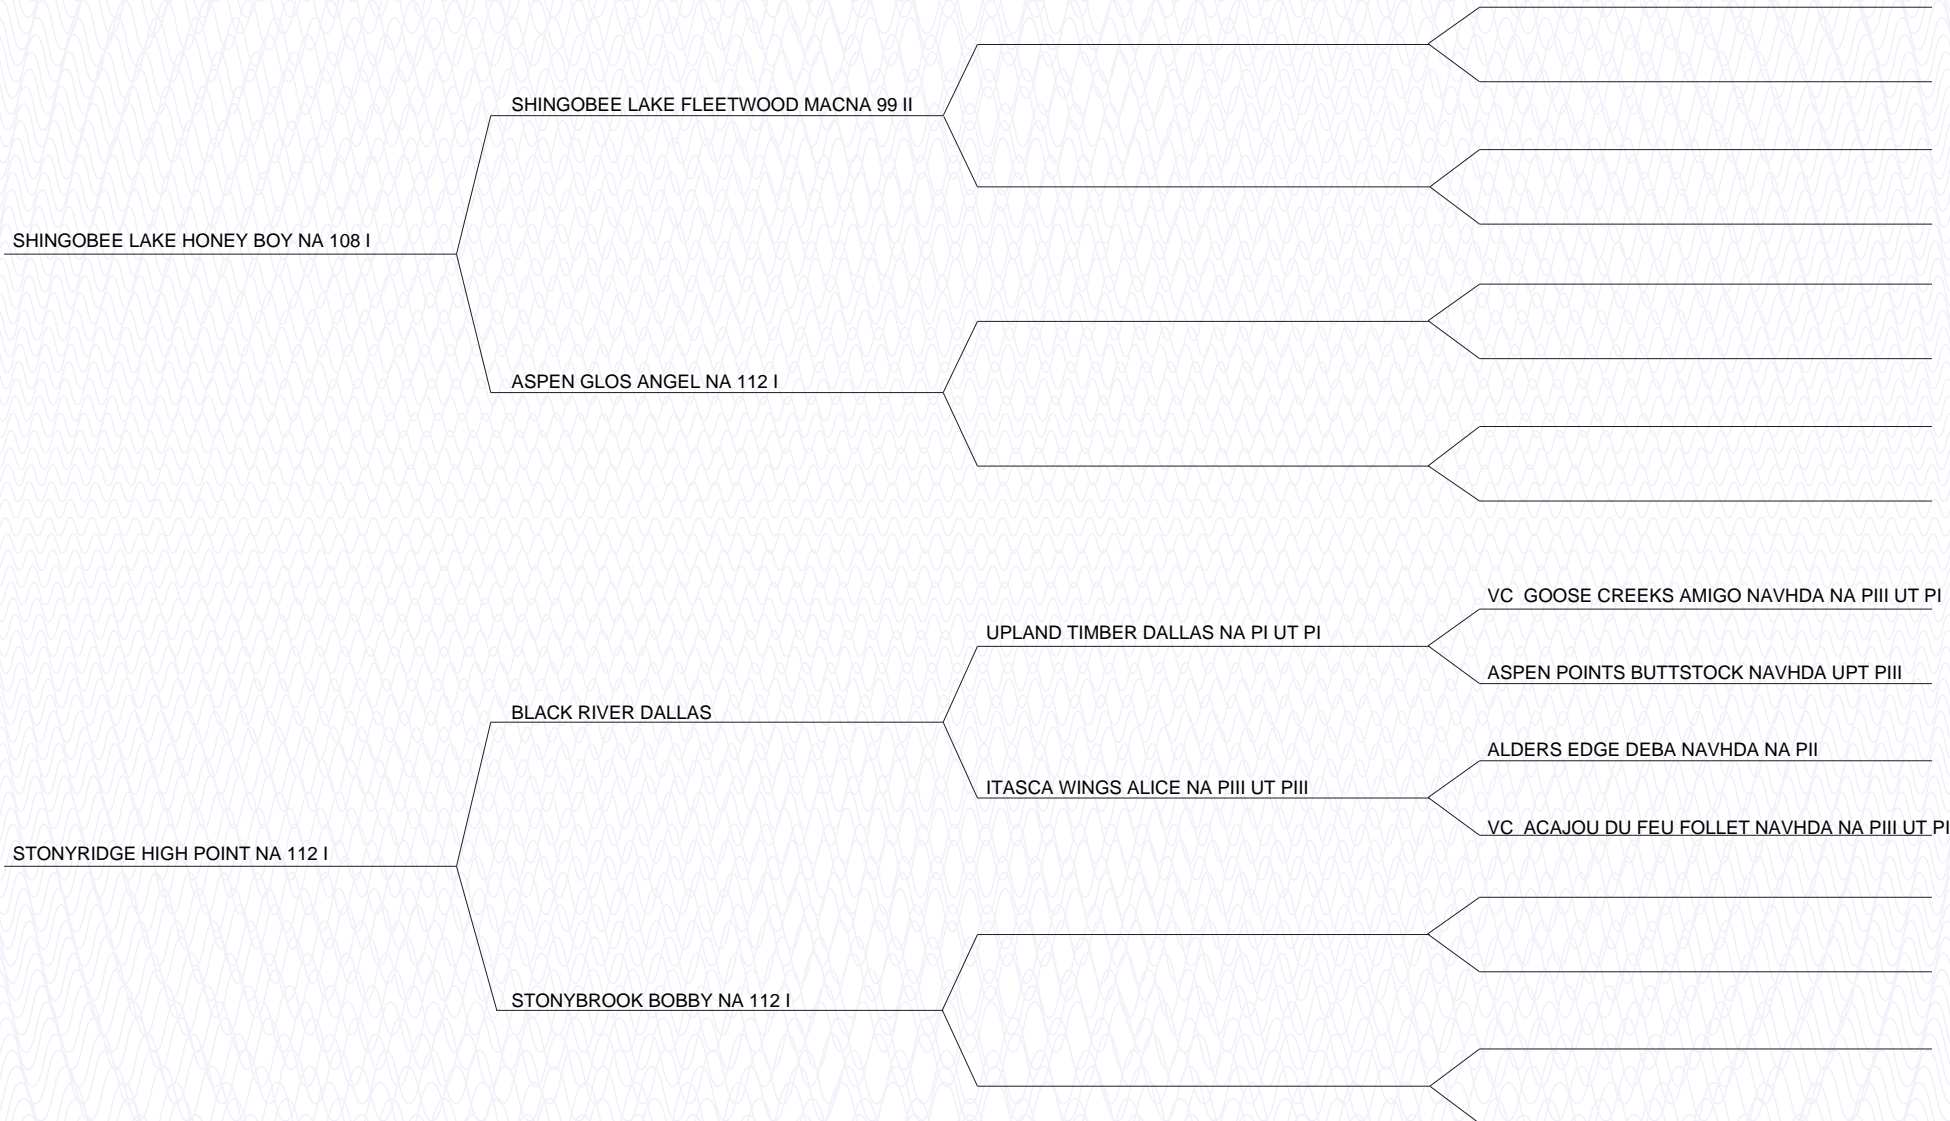 SHINGOBEE LAKE FLEETWOOD MACNA 99 II
SHINGOBEE LAKE HONEY BOY NA 108 I
ASPEN GLOS ANGEL NA 112 I
VC  GOOSE CREEKS AMIGO NAVHDA NA PIII UT PI
UPLAND TIMBER DALLAS NA PI UT PI
ASPEN POINTS BUTTSTOCK NAVHDA UPT PIII
BLACK RIVER DALLAS
ALDERS EDGE DEBA NAVHDA NA PII
ITASCA WINGS ALICE NA PIII UT PIII
VC  ACAJOU DU FEU FOLLET NAVHDA NA PIII UT PI
STONYRIDGE HIGH POINT NA 112 I
STONYBROOK BOBBY NA 112 I